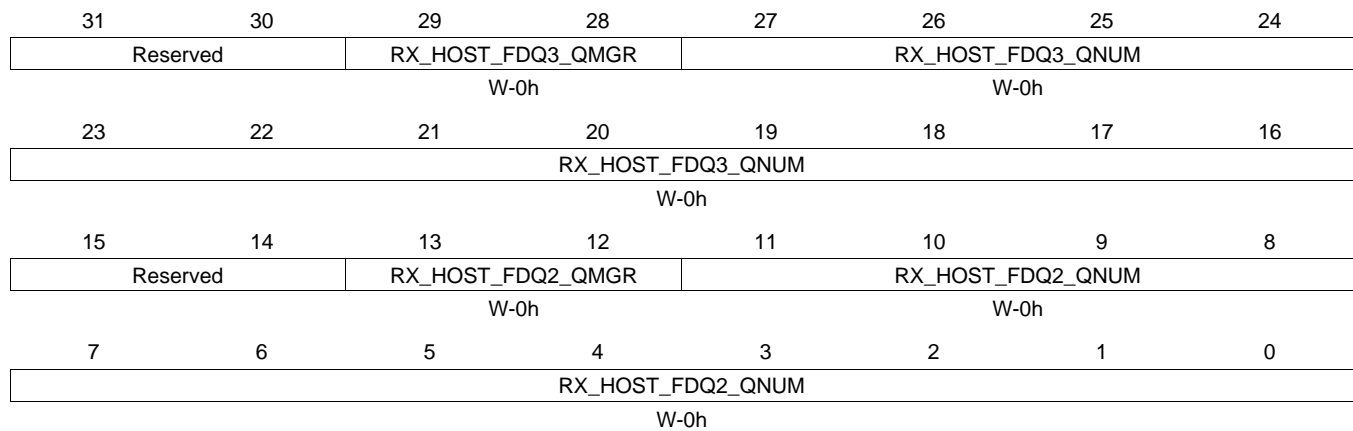 31 30 29 28 27 26 25 24
Reserved RX_HOST_FDQ3_QMGR RX_HOST_FDQ3_QNUM
W-0h W-0h
23 22 21 20 19 18 17 16
RX_HOST_FDQ3_QNUM
W-0h
15 14 13 12 11 10 9 8
Reserved RX_HOST_FDQ2_QMGR RX_HOST_FDQ2_QNUM
W-0h W-0h
7 6 5 4 3 2 1 0
RX_HOST_FDQ2_QNUM
W-0h